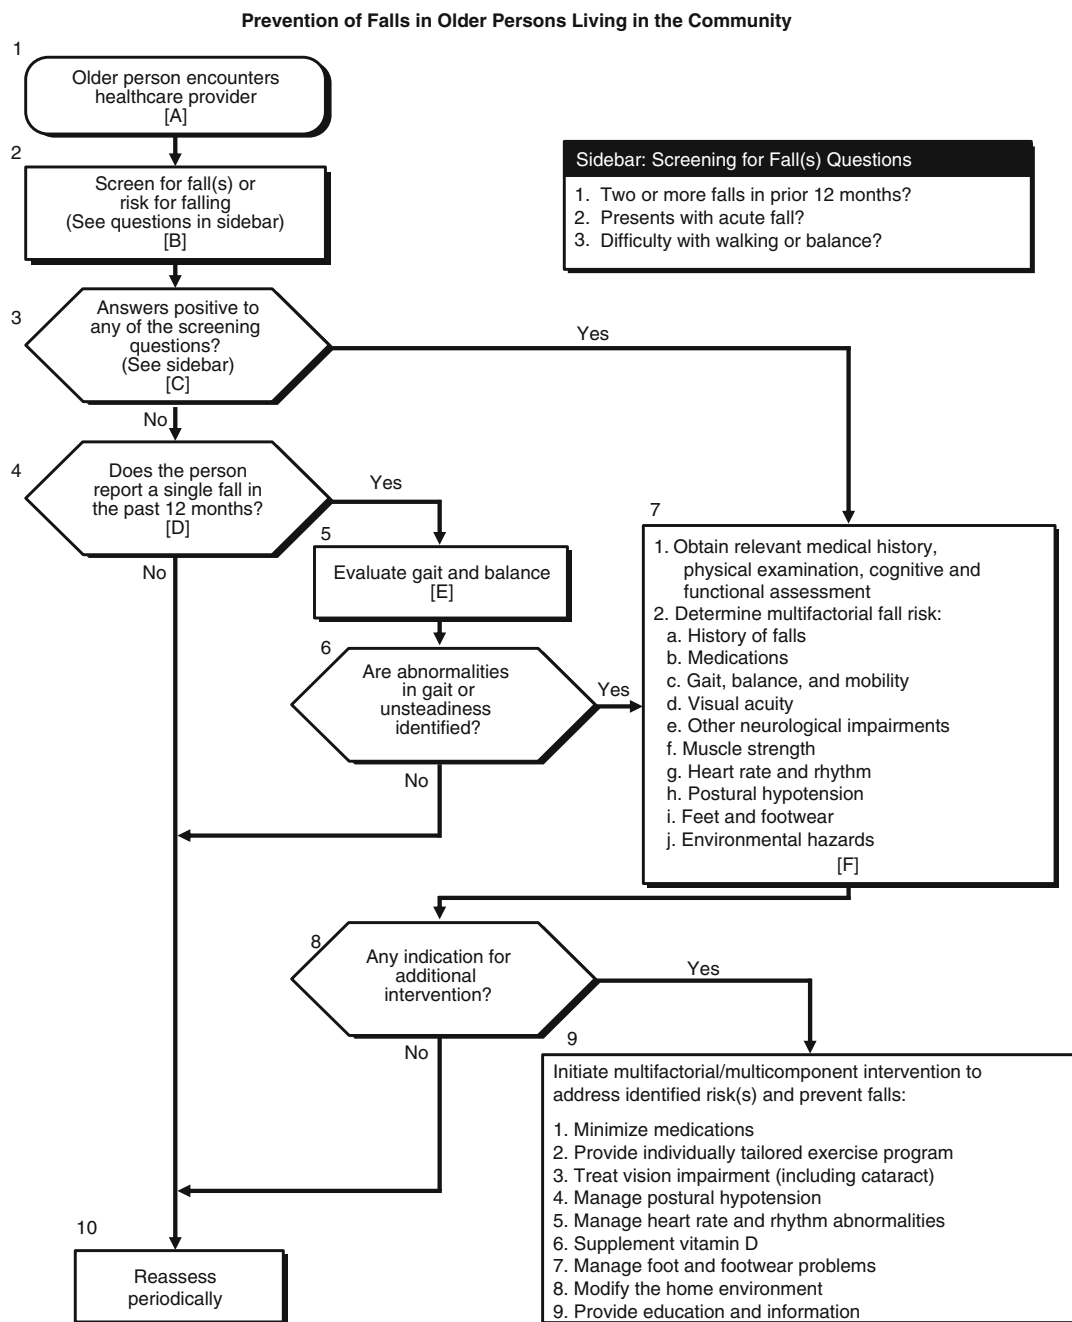 Prevention of Falls in Older Persons Living in the Community
1
Older person encounters
healthcare provider
[A]
2
Screen for fall(s) or
risk for falling
(See questions in sidebar)
[B]
Sidebar: Screening for Fall(s) Questions
1. Two or more falls in prior 12 months?
2. Presents with acute fall?
3. Difficulty with walking or balance?
3
Answers positive to
any of the screening
questions?
(See sidebar)
[C]
Yes
No
4
Does the person
report a single fall in
the past 12 months?
[D]
Yes
No
5
Evaluate gait and balance
[E]
6
Are abnormalities
in gait or
unsteadiness
identified?
Yes
No
7
1. Obtain relevant medical history,
physical examination, cognitive and
functional assessment
2. Determine multifactorial fall risk:
a. History of falls
b. Medications
c. Gait, balance, and mobility
d. Visual acuity
e. Other neurological impairments
f. Muscle strength
g. Heart rate and rhythm
h. Postural hypotension
i. Feet and footwear
j. Environmental hazards
[F]
8
Any indication for
additional
intervention?
Yes
No
9
Initiate multifactorial/multicomponent intervention to
address identified risk(s) and prevent falls:
1. Minimize medications
2. Provide individually tailored exercise program
3. Treat vision impairment (including cataract)
4. Manage postural hypotension
5. Manage heart rate and rhythm abnormalities
6. Supplement vitamin D
7. Manage foot and footwear problems
8. Modify the home environment
9. Provide education and information
10
Reassess
periodically